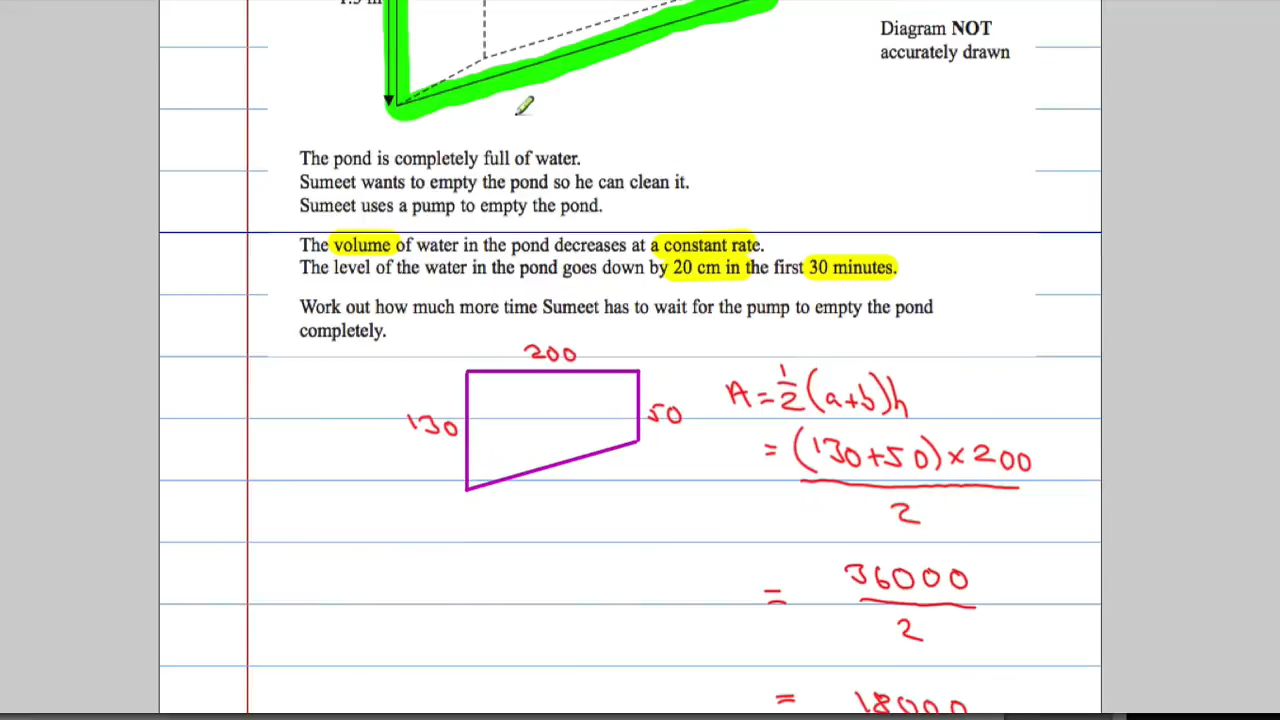 Diagram NOT
accurately drawn
The pond is completely full of water.
Sumeet wants to empty the pond so he can clean it.
Sumeet uses a pump to empty the pond.
The volume of water in the pond decreases at a constant rate.
The level of the water in the pond goes down by 20 cm in the first 30 minutes.
Work out how much more time Sumeet has to wait for the pump to empty the pond
completely.
200
130
50
A = 1/2 (a+b)h
= (130+50) × 200
2
= 36000
2
= 18000